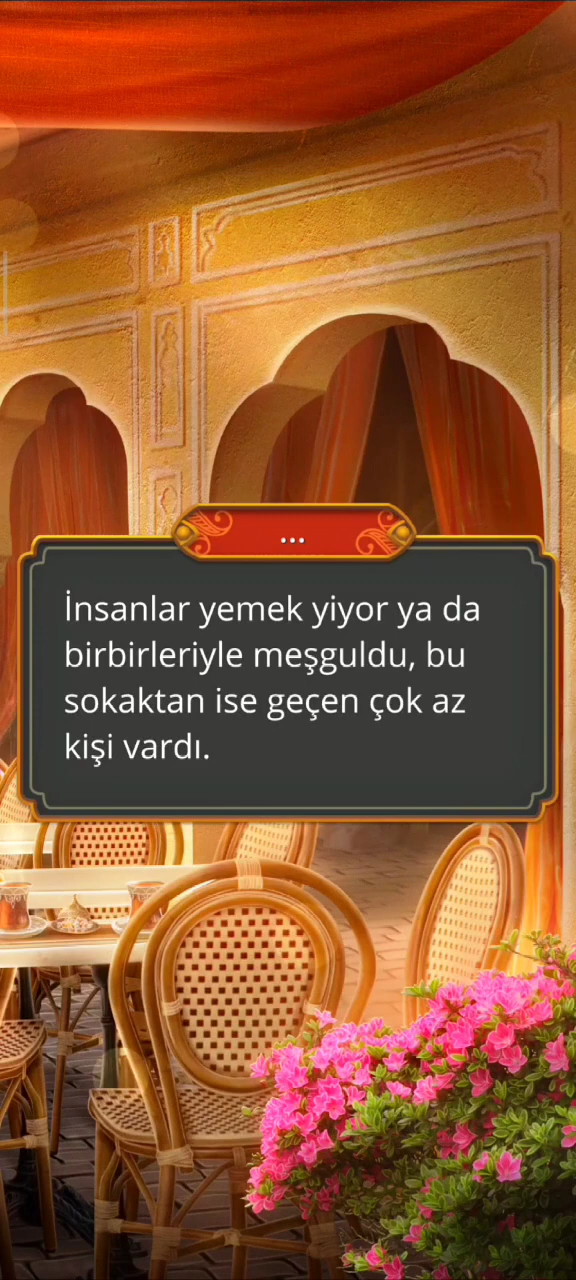 ...
İnsanlar yemek yiyor ya da
birbirleriyle meşguldu, bu
sokaktan ise geçen çok az
kişi vardı.